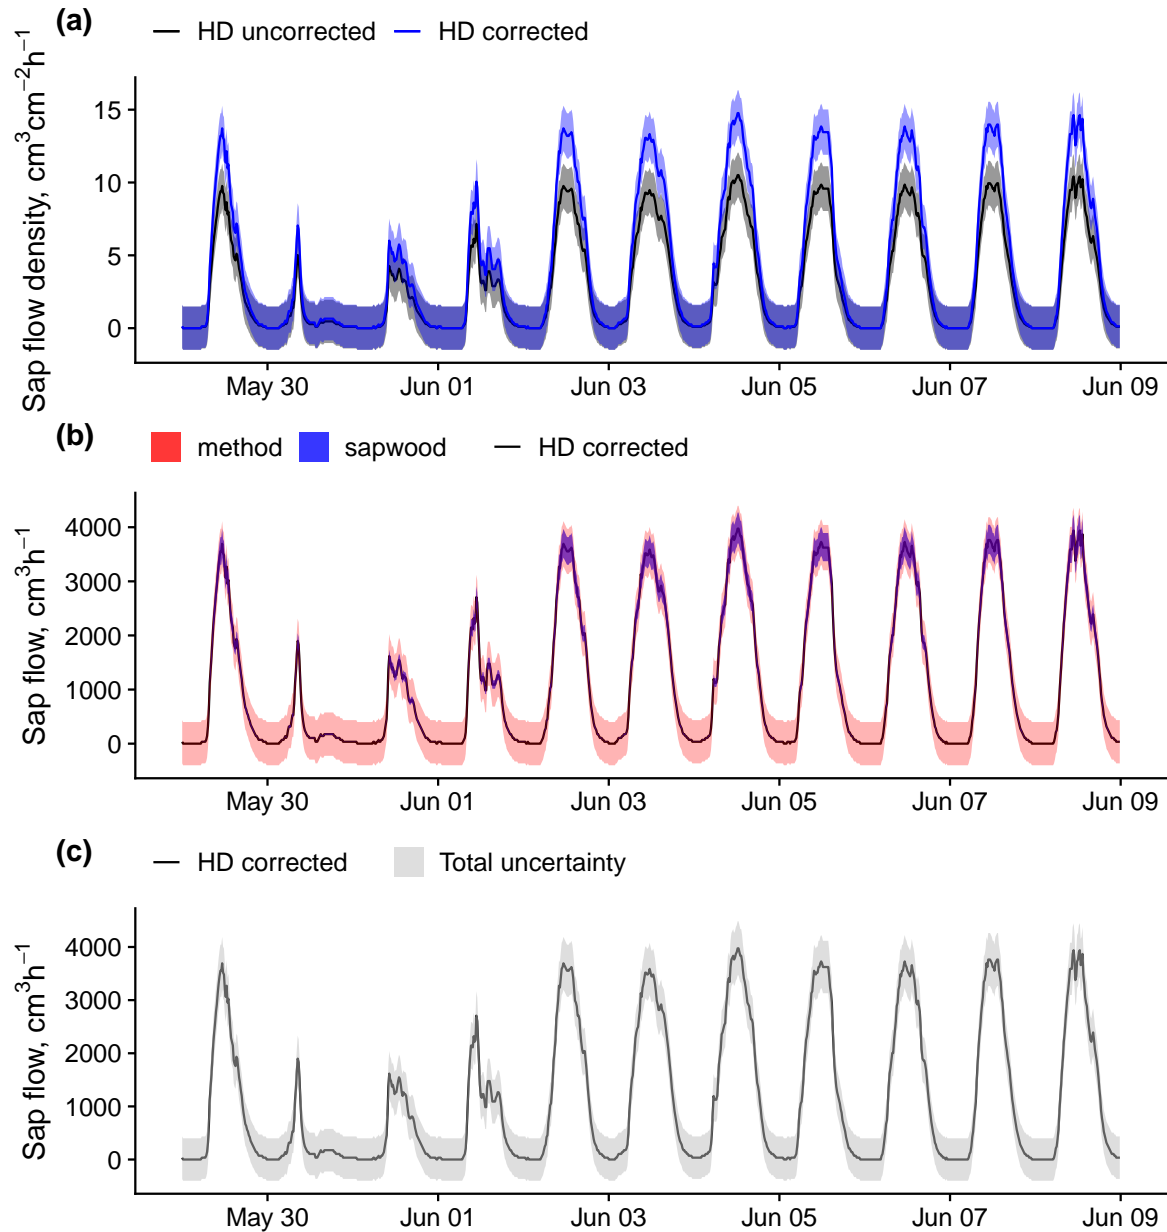 (a)
HD uncorrected HD corrected
Sap flow density, cm³cm⁻²h⁻¹
15
10
5
0
May 30 Jun 01 Jun 03 Jun 05 Jun 07 Jun 09
(b)
method sapwood HD corrected
Sap flow, cm³h⁻¹
4000
3000
2000
1000
0
May 30 Jun 01 Jun 03 Jun 05 Jun 07 Jun 09
(c)
HD corrected Total uncertainty
Sap flow, cm³h⁻¹
4000
3000
2000
1000
0
May 30 Jun 01 Jun 03 Jun 05 Jun 07 Jun 09